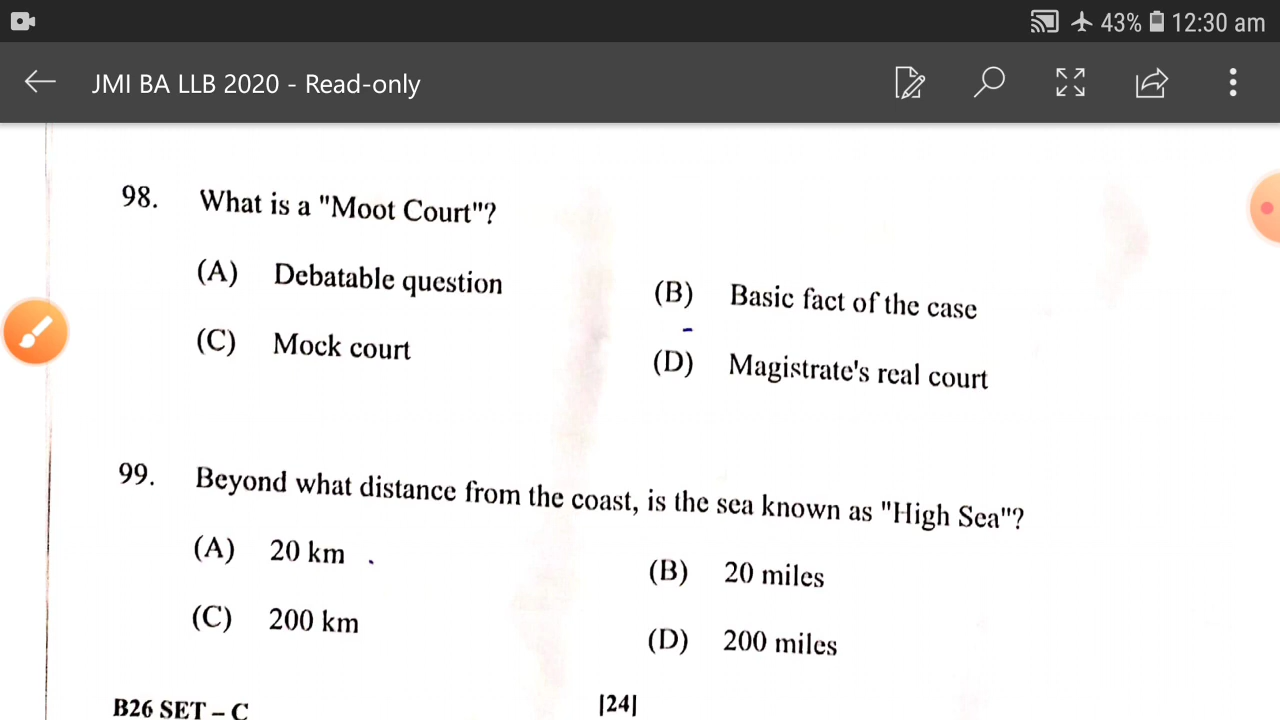 43% 12:30 am
JMI BA LLB 2020 - Read-only
98. What is a "Moot Court"?
(A) Debatable question
(B) Basic fact of the case
(C) Mock court
(D) Magistrate's real court
99. Beyond what distance from the coast, is the sea known as "High Sea"?
(A) 20 km
(B) 20 miles
(C) 200 km
(D) 200 miles
B26 SET – C [24]